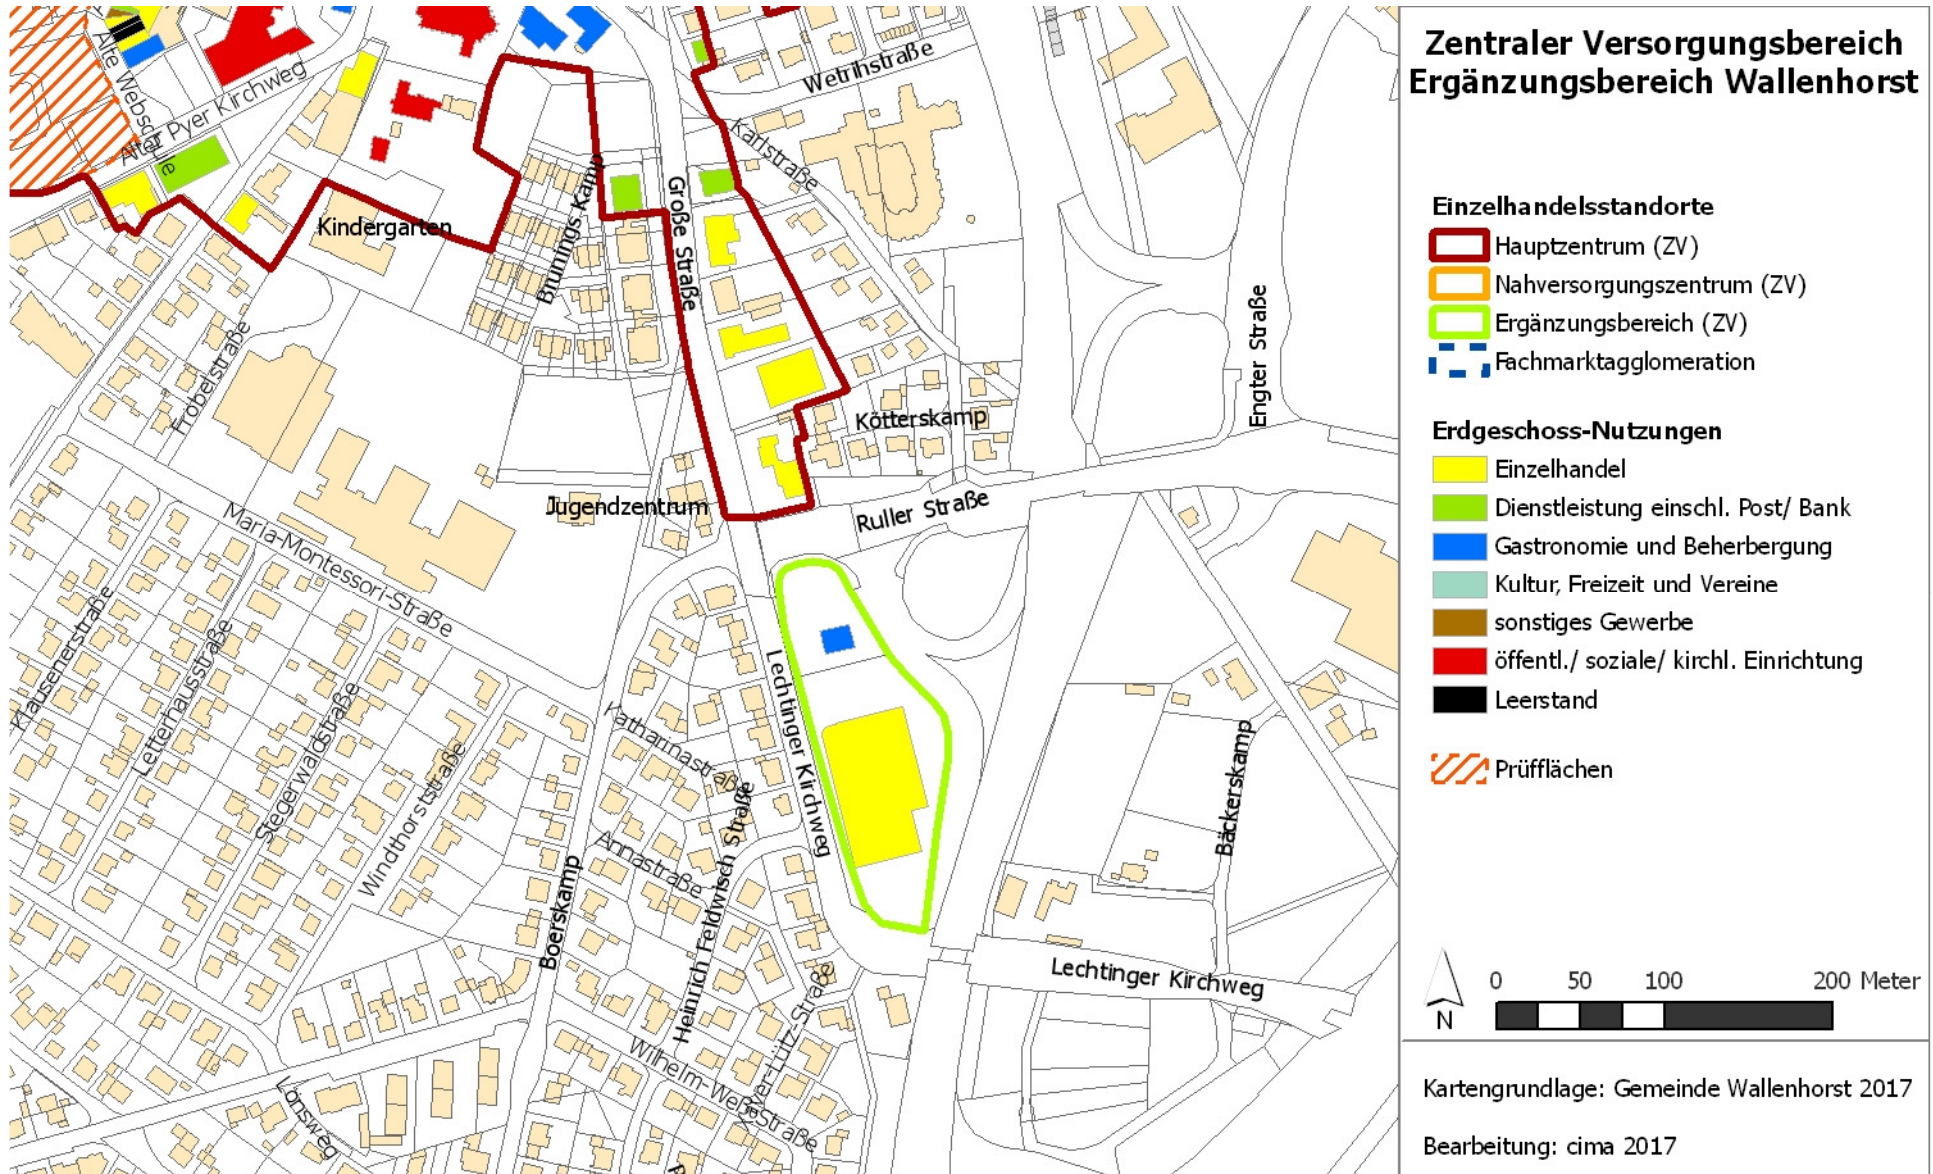 Zentraler Versorgungsbereich
Ergänzungsbereich Wallenhorst
Einzelhandelsstandorte
Hauptzentrum (ZV)
Nahversorgungszentrum (ZV)
Ergänzungsbereich (ZV)
Fachmarktagglomeration
Erdgeschoss-Nutzungen
Einzelhandel
Dienstleistung einschl. Post/ Bank
Gastronomie und Beherbergung
Kultur, Freizeit und Vereine
sonstiges Gewerbe
öffentl./ soziale/ kirchl. Einrichtung
Leerstand
Prüfflächen
0 50 100 200 Meter
N
Kartengrundlage: Gemeinde Wallenhorst 2017
Bearbeitung: cima 2017
Alte Webschule
Alter Pyer Kirchweg
Wetrihstraße
Karlstraße
Große Straße
Brunings Kamp
Kindergarten
Fröbelstraße
Engter Straße
Kötterskamp
Jugendzentrum
Ruller Straße
Maria-Montessori-Straße
Klausenerstraße
Letterhausstraße
Stegerwaldstraße
Windhorststraße
Katharinastraße
Lechtinger Kirchweg
Annastraße
Heinrich Feldwisch Straße
Boerskamp
Bäckerskamp
Lechtinger Kirchweg
Wilhelm-Weß-Straße
Lönsweg